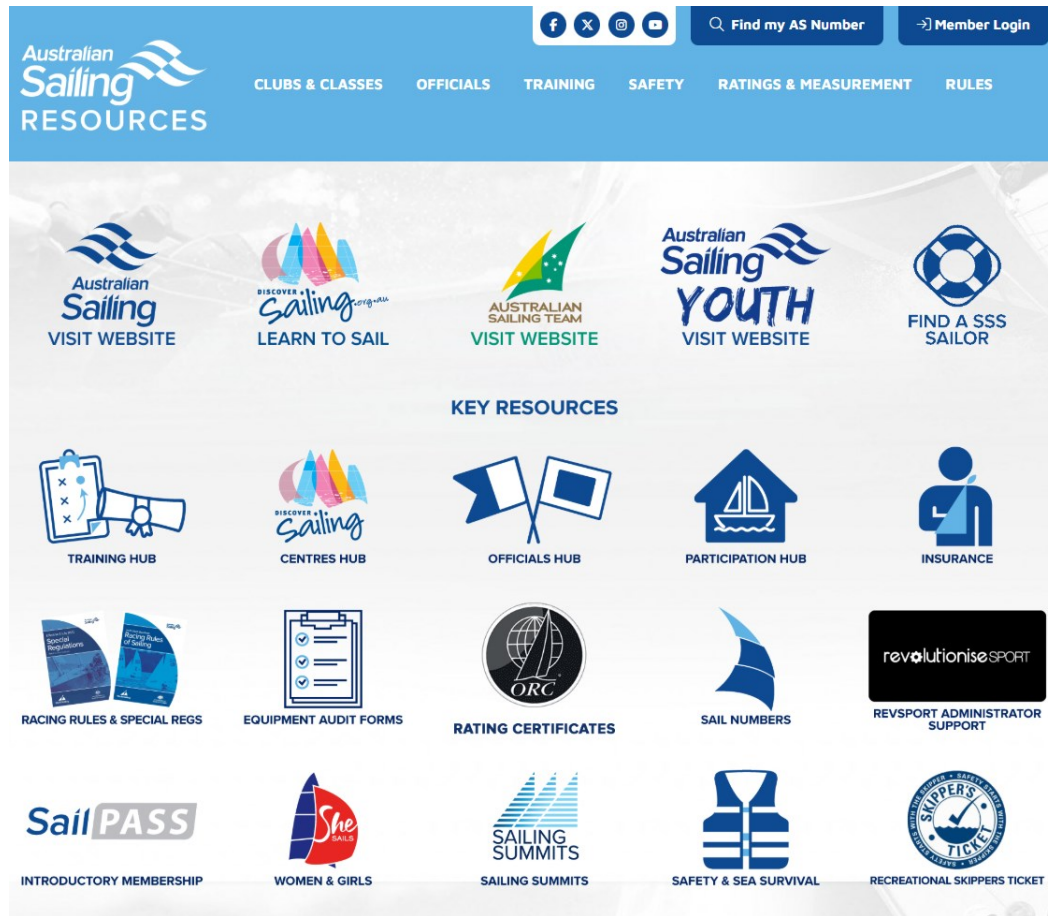 Find my AS Number
Member Login
Australian
Sailing
RESOURCES
CLUBS & CLASSES OFFICIALS TRAINING SAFETY RATINGS & MEASUREMENT RULES
Australian
Sailing
VISIT WEBSITE
DISCOVER
Sailing.org.au
LEARN TO SAIL
AUSTRALIAN
SAILING TEAM
VISIT WEBSITE
Australian
Sailing
YOUTH
VISIT WEBSITE
FIND A SSS
SAILOR
KEY RESOURCES
TRAINING HUB
DISCOVER
Sailing
CENTRES HUB
OFFICIALS HUB
PARTICIPATION HUB
INSURANCE
Special
Regulations
Racing Rules
of Sailing
RACING RULES & SPECIAL REGS
EQUIPMENT AUDIT FORMS
ORC
RATING CERTIFICATES
SAIL NUMBERS
revolutioniseSPORT
REVSPORT ADMINISTRATOR
SUPPORT
SailPASS
INTRODUCTORY MEMBERSHIP
She
SAILS
WOMEN & GIRLS
SAILING
SUMMITS
SAILING SUMMITS
SAFETY & SEA SURVIVAL
SKIPPER'S
TICKET
SAFETY STARTS WITH THE SKIPPER
RECREATIONAL SKIPPERS TICKET